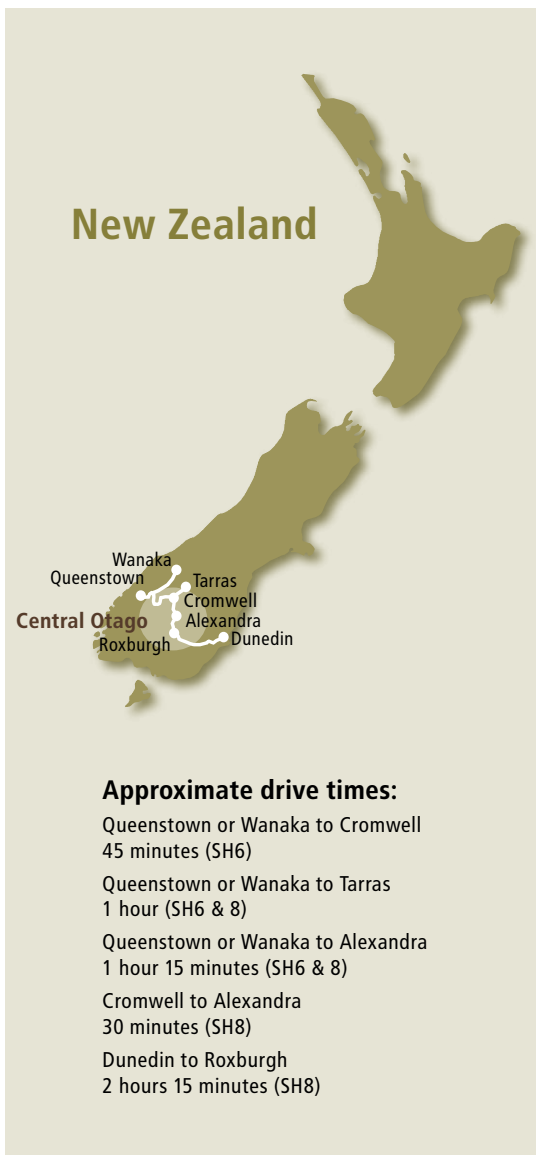 New Zealand
Wanaka
Queenstown
Tarras
Cromwell
Central Otago
Alexandra
Roxburgh
Dunedin
Approximate drive times:
Queenstown or Wanaka to Cromwell
45 minutes (SH6)
Queenstown or Wanaka to Tarras
1 hour (SH6 & 8)
Queenstown or Wanaka to Alexandra
1 hour 15 minutes (SH6 & 8)
Cromwell to Alexandra
30 minutes (SH8)
Dunedin to Roxburgh
2 hours 15 minutes (SH8)